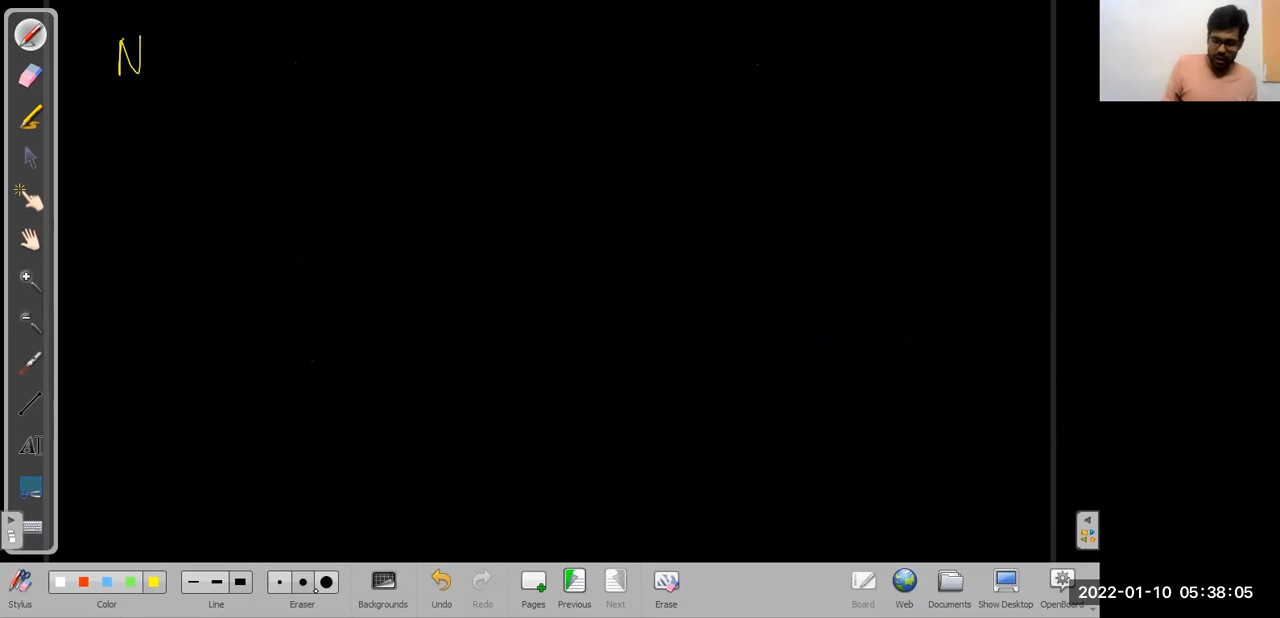 N
Stylus
Color
Line
Eraser
Backgrounds
Undo
Redo
Pages
Previous
Next
Erase
Board
Web
Documents
Show Desktop
OpenBoard
2022-01-10 05:38:05